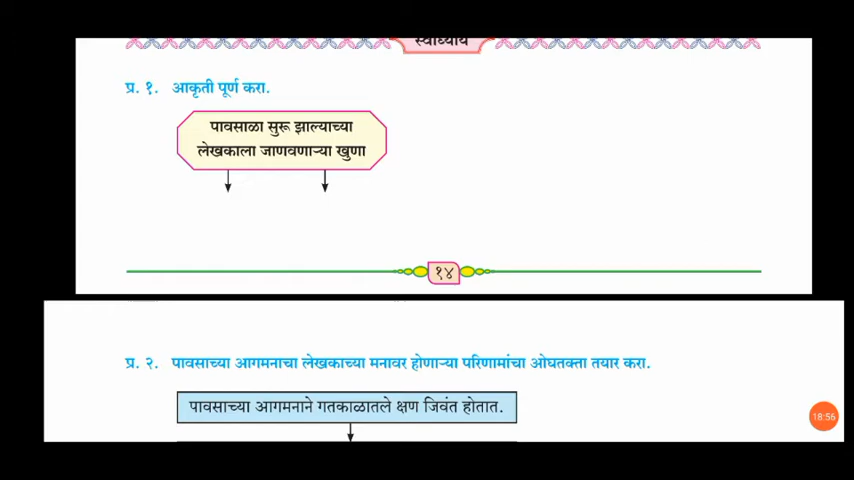 स्वाध्याय
प्र. १. आकृती पूर्ण करा.
पावसाळा सुरू झाल्याच्या
लेखकाला जाणवणाऱ्या खुणा
१४
प्र. २. पावसाच्या आगमनाचा लेखकाच्या मनावर होणाऱ्या परिणामांचा ओघतक्ता तयार करा.
पावसाच्या आगमनाने गतकाळातले क्षण जिवंत होतात.
18:56